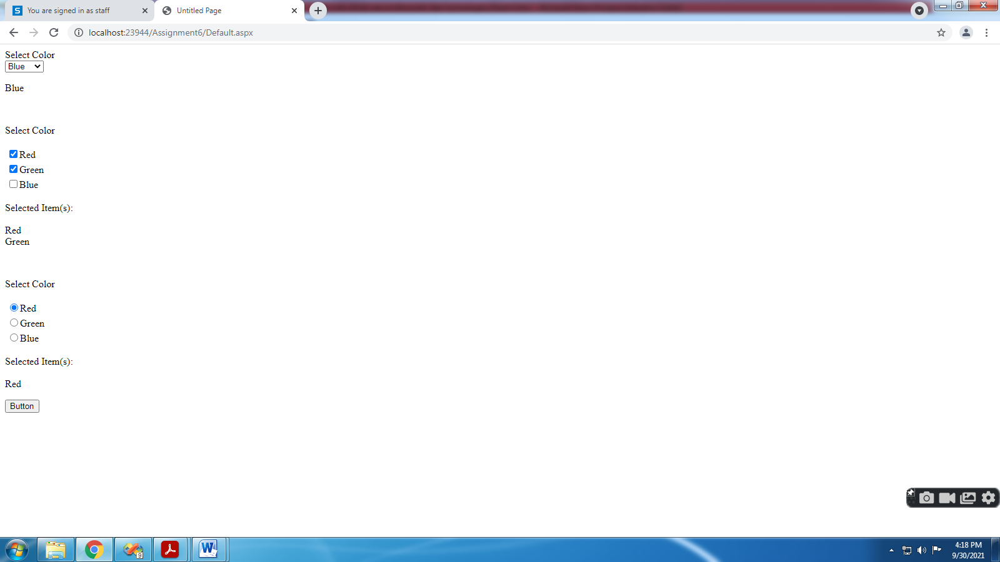 You are signed in as staff
Untitled Page
localhost:23944/Assignment6/Default.aspx
Select Color
Blue
Blue
Select Color
Red
Green
Blue
Selected Item(s):
Red
Green
Select Color
Red
Green
Blue
Selected Item(s):
Red
Button
4:18 PM
9/30/2021